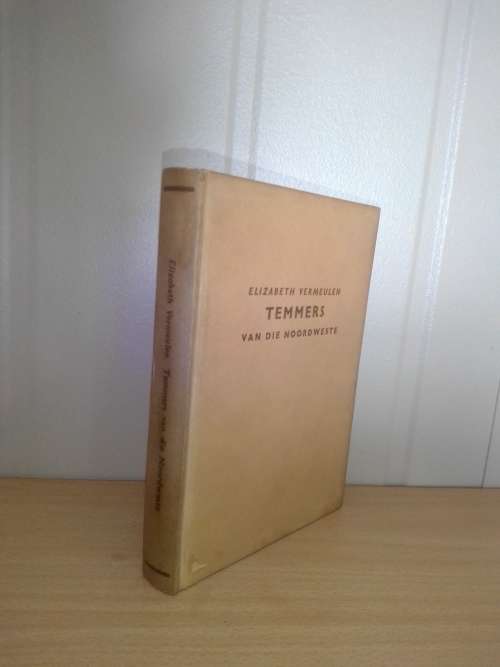 ELIZABETH VERMEULEN
TEMMERS
VAN DIE NOORDWESTE
Elizabeth Vermeulen Temmers van die Noordweste